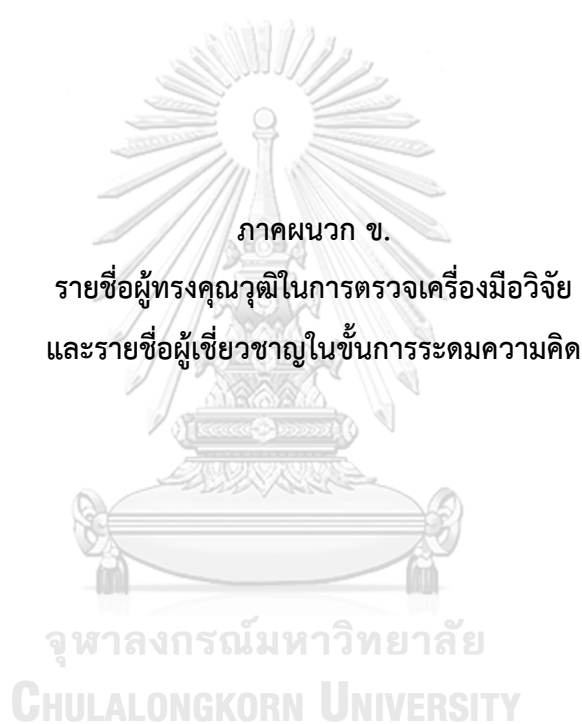 ภาคผนวก ข.
รายชื่อผู้ทรงคุณวุฒิในการตรวจเครื่องมือวิจัย
และรายชื่อผู้เชี่ยวชาญในขั้นการระดมความคิด
จุฬาลงกรณ์มหาวิทยาลัย
CHULALONGKORN UNIVERSITY